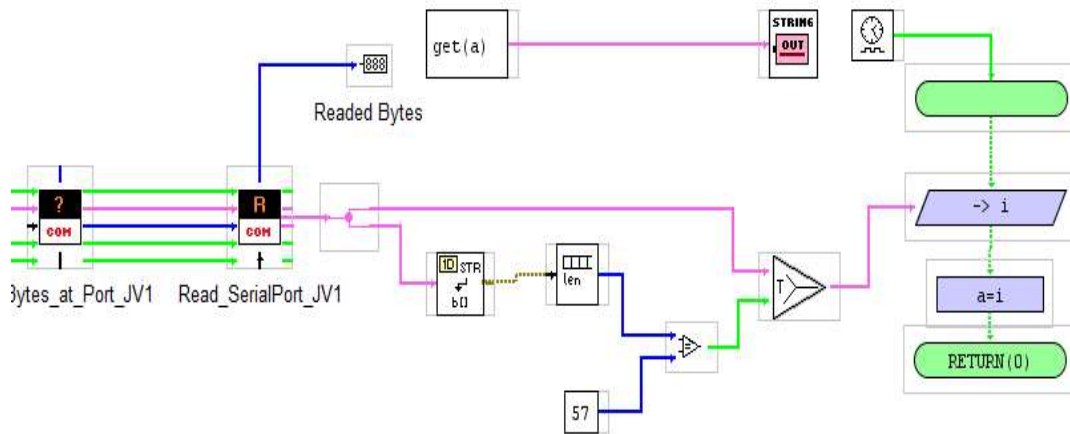 get(a)
STRING
OUT
888
Readed Bytes
?
COM
R
COM
Bytes_at_Port_JV1
Read_SerialPort_JV1
1D STR
b[]
len
T
57
-> i
a=i
RETURN(0)